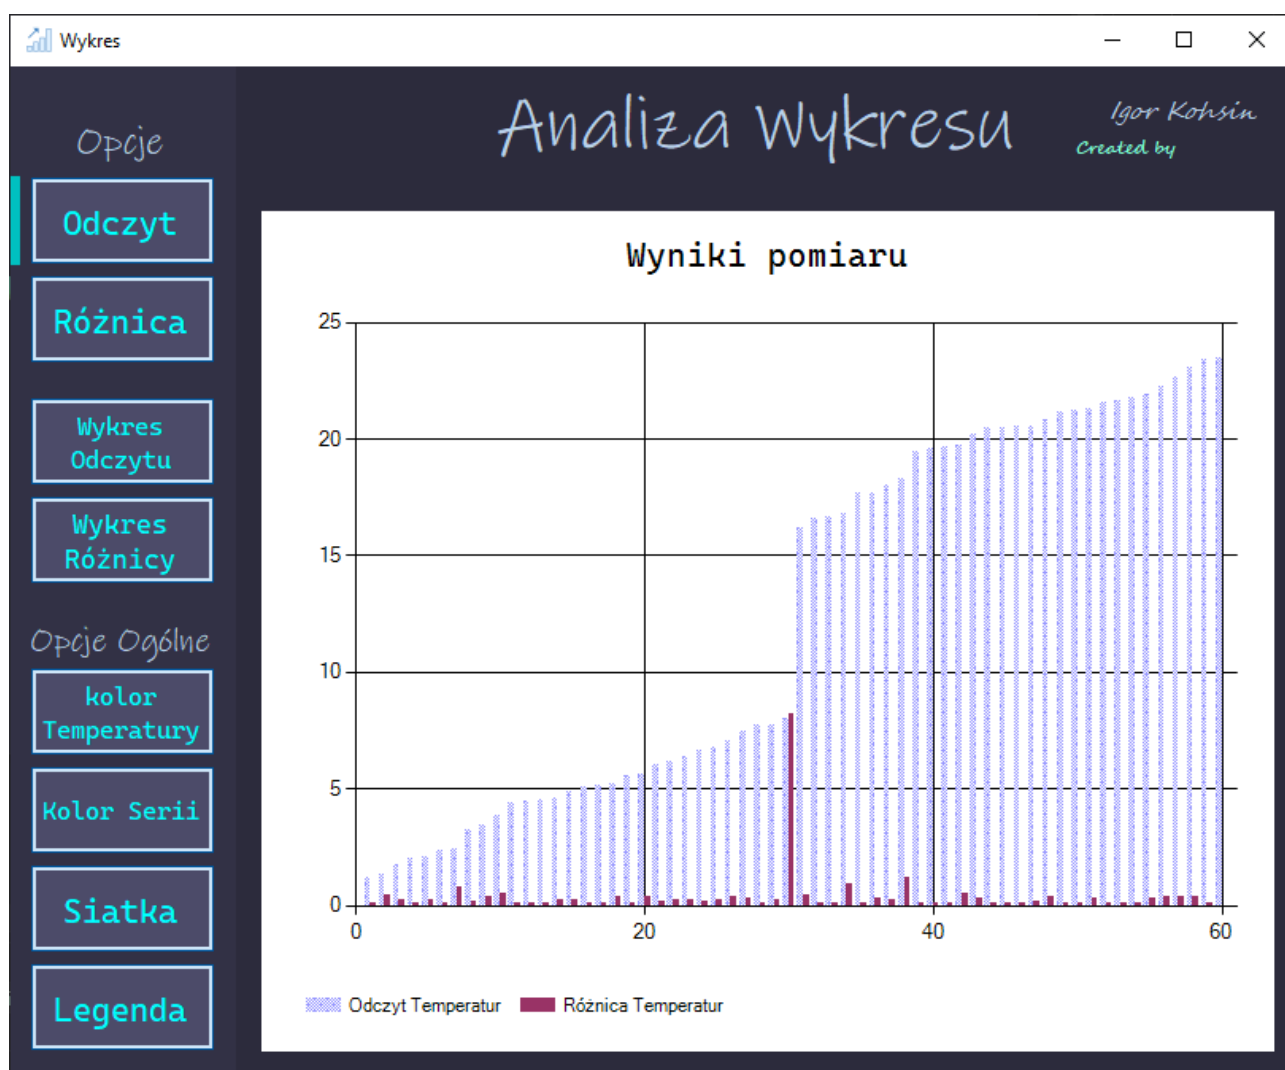 Wykres
Opcje
Odczyt
Różnica
Wykres
Odczytu
Wykres
Różnicy
Opcje Ogólne
kolor
Temperatury
Kolor Serii
Siatka
Legenda
Analiza Wykresu
Igor Kohsin
Created by
Wyniki pomiaru
25
20
15
10
5
0
0 20 40 60
Odczyt Temperatur Różnica Temperatur